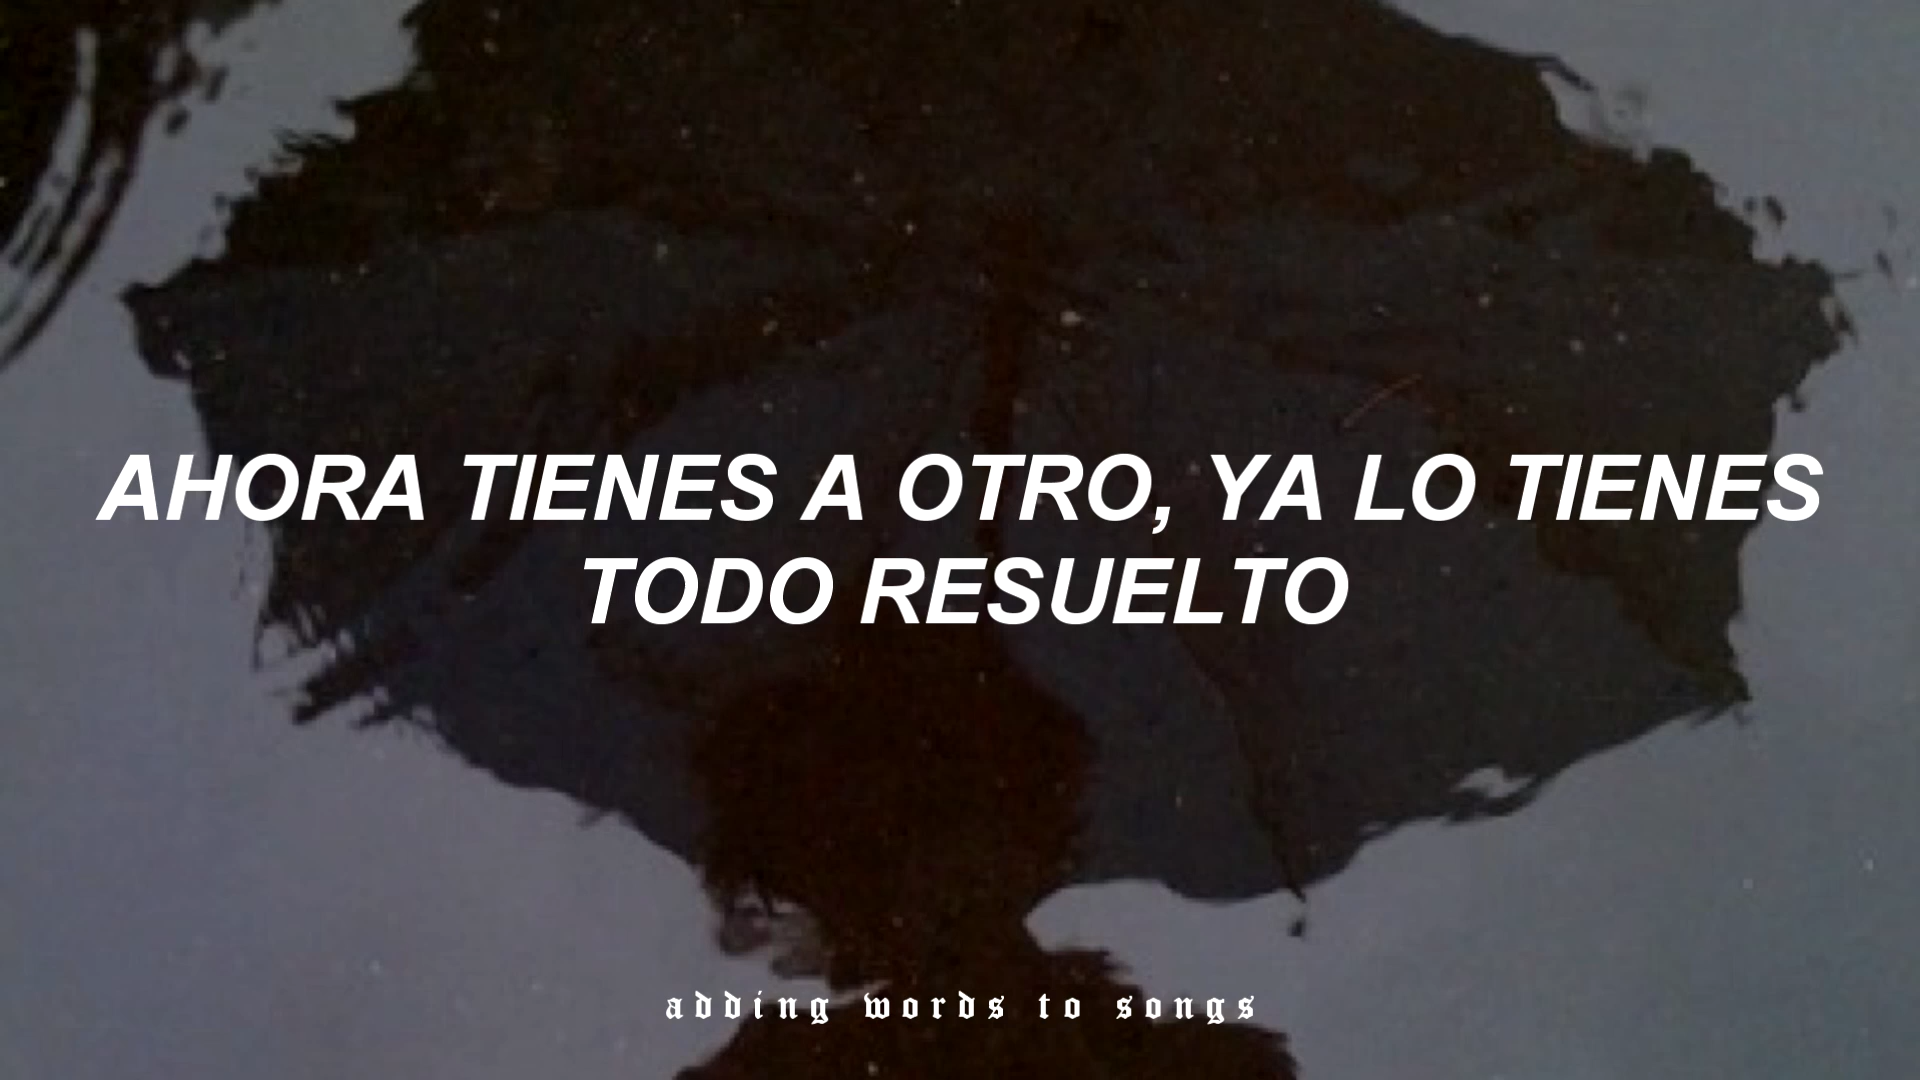 AHORA TIENES A OTRO, YA LO TIENES
TODO RESUELTO
adding words to songs